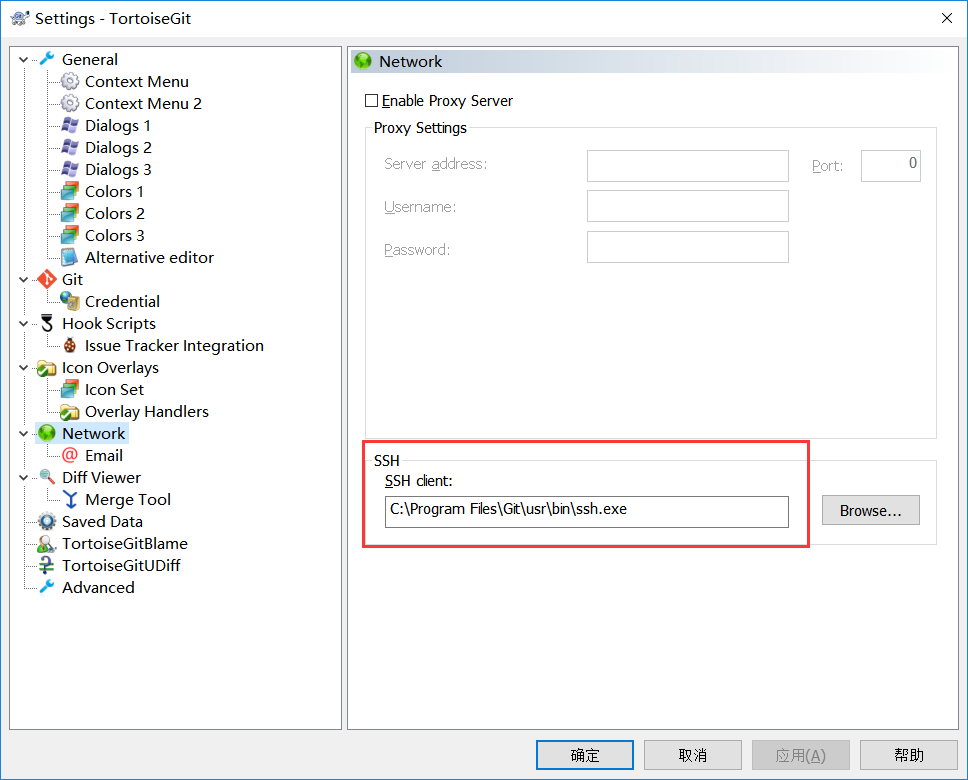 Settings - TortoiseGit
General
Context Menu
Context Menu 2
Dialogs 1
Dialogs 2
Dialogs 3
Colors 1
Colors 2
Colors 3
Alternative editor
Git
Credential
Hook Scripts
Issue Tracker Integration
Icon Overlays
Icon Set
Overlay Handlers
Network
Email
Diff Viewer
Merge Tool
Saved Data
TortoiseGitBlame
TortoiseGitUDiff
Advanced
Network
Enable Proxy Server
Proxy Settings
Server address:
Port:
0
Username:
Password:
SSH
SSH client:
C:\Program Files\Git\usr\bin\ssh.exe
Browse...
确定
取消
应用(A)
帮助